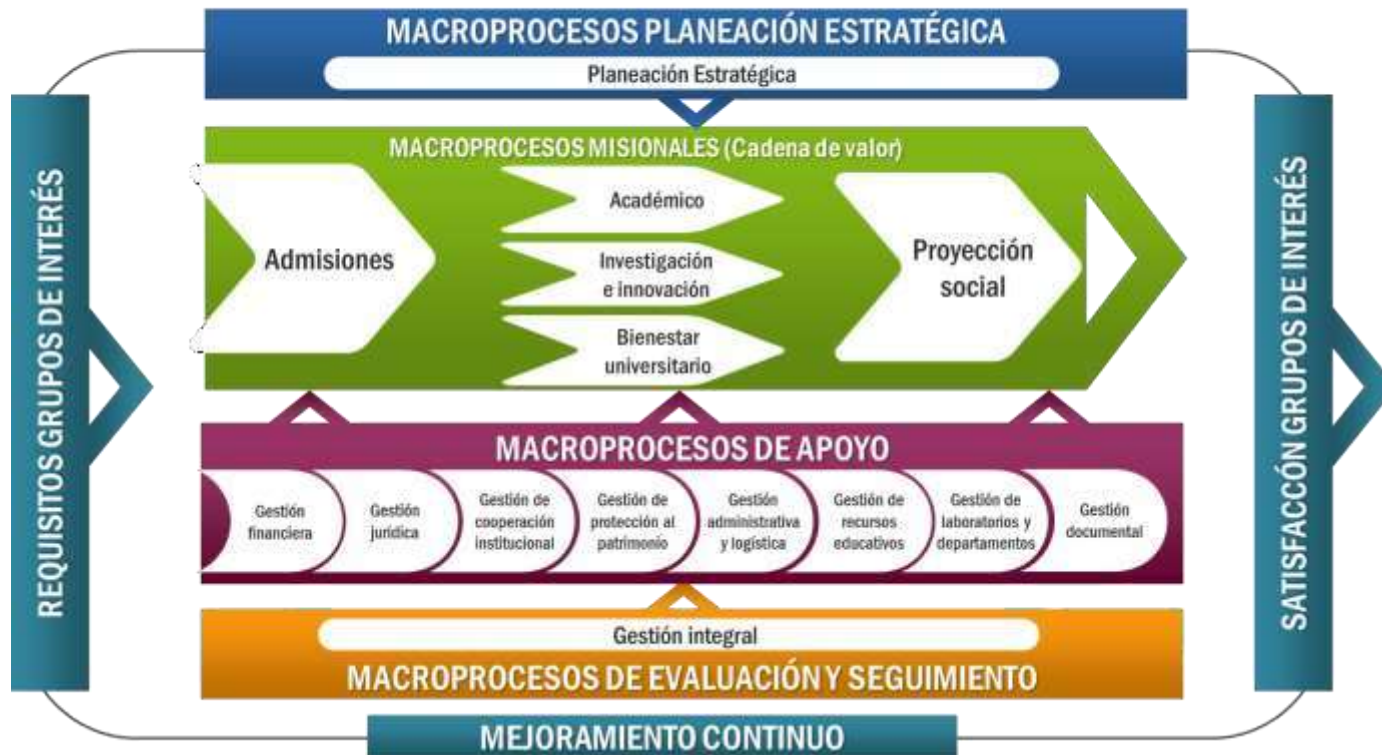 MACROPROCESOS PLANEACIÓN ESTRATÉGICA
Planeación Estratégica
REQUISITOS GRUPOS DE INTERÉS
MACROPROCESOS MISIONALES (Cadena de valor)
Admisiones
Académico
Investigación
e innovación
Bienestar
universitario
Proyección
social
MACROPROCESOS DE APOYO
Gestión
financiera
Gestión
jurídica
Gestión de
cooperación
institucional
Gestión de
protección al
patrimonio
Gestión
administrativa
y logística
Gestión de
recursos
educativos
Gestión de
laboratorios y
departamentos
Gestión
documental
Gestión integral
MACROPROCESOS DE EVALUACIÓN Y SEGUIMIENTO
SATISFACCÓN GRUPOS DE INTERÉS
MEJORAMIENTO CONTINUO